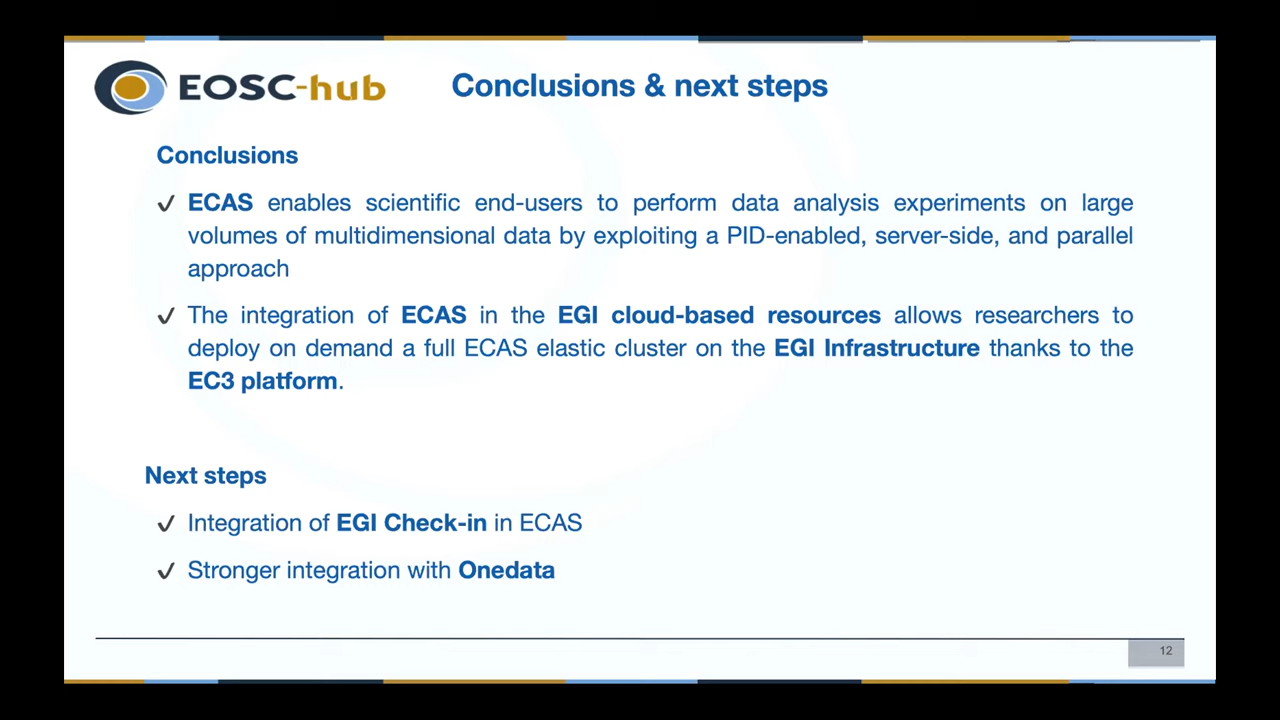 EOSC-hub
Conclusions & next steps
Conclusions
✓ ECAS enables scientific end-users to perform data analysis experiments on large
volumes of multidimensional data by exploiting a PID-enabled, server-side, and parallel
approach
✓ The integration of ECAS in the EGI cloud-based resources allows researchers to
deploy on demand a full ECAS elastic cluster on the EGI Infrastructure thanks to the
EC3 platform.
Next steps
✓ Integration of EGI Check-in in ECAS
✓ Stronger integration with Onedata
12